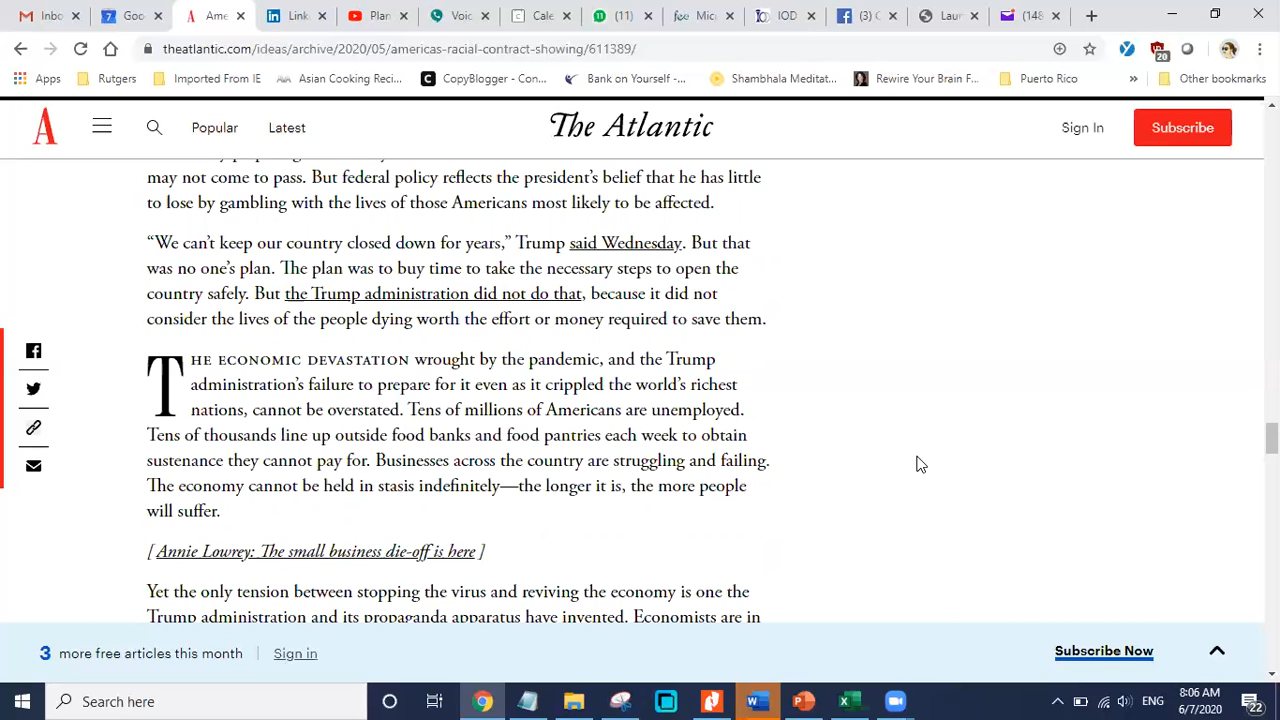 Inbo
Goo
Ame
Link
Plan
Voic
Cale
(11)
Micr
IOD
(3) C
Laun
(148
theatlantic.com/ideas/archive/2020/05/americas-racial-contract-showing/611389/
20
Apps
Rutgers
Imported From IE
Asian Cooking Reci...
CopyBlogger - Con...
Bank on Yourself -...
Shambhala Meditat...
Rewire Your Brain F...
Puerto Rico
»
Other bookmarks
Popular
Latest
The Atlantic
Sign In
Subscribe
may not come to pass. But federal policy reflects the president’s belief that he has little
to lose by gambling with the lives of those Americans most likely to be affected.
“We can’t keep our country closed down for years,” Trump said Wednesday. But that
was no one’s plan. The plan was to buy time to take the necessary steps to open the
country safely. But the Trump administration did not do that, because it did not
consider the lives of the people dying worth the effort or money required to save them.
THE ECONOMIC DEVASTATION wrought by the pandemic, and the Trump
administration’s failure to prepare for it even as it crippled the world’s richest
nations, cannot be overstated. Tens of millions of Americans are unemployed.
Tens of thousands line up outside food banks and food pantries each week to obtain
sustenance they cannot pay for. Businesses across the country are struggling and failing.
The economy cannot be held in stasis indefinitely—the longer it is, the more people
will suffer.
[ Annie Lowrey: The small business die-off is here ]
Yet the only tension between stopping the virus and reviving the economy is one the
Trump administration and its propaganda apparatus have invented. Economists are in
3 more free articles this month
Sign in
Subscribe Now
Search here
ENG
8:06 AM
6/7/2020
22